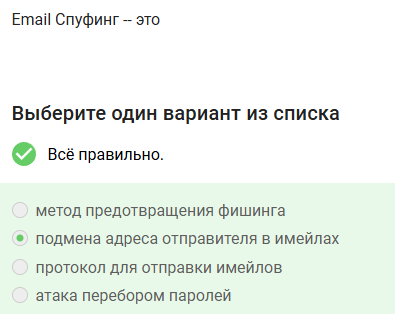 Email Спуфинг -- это
Выберите один вариант из списка
Всё правильно.
метод предотвращения фишинга
подмена адреса отправителя в имейлах
протокол для отправки имейлов
атака перебором паролей